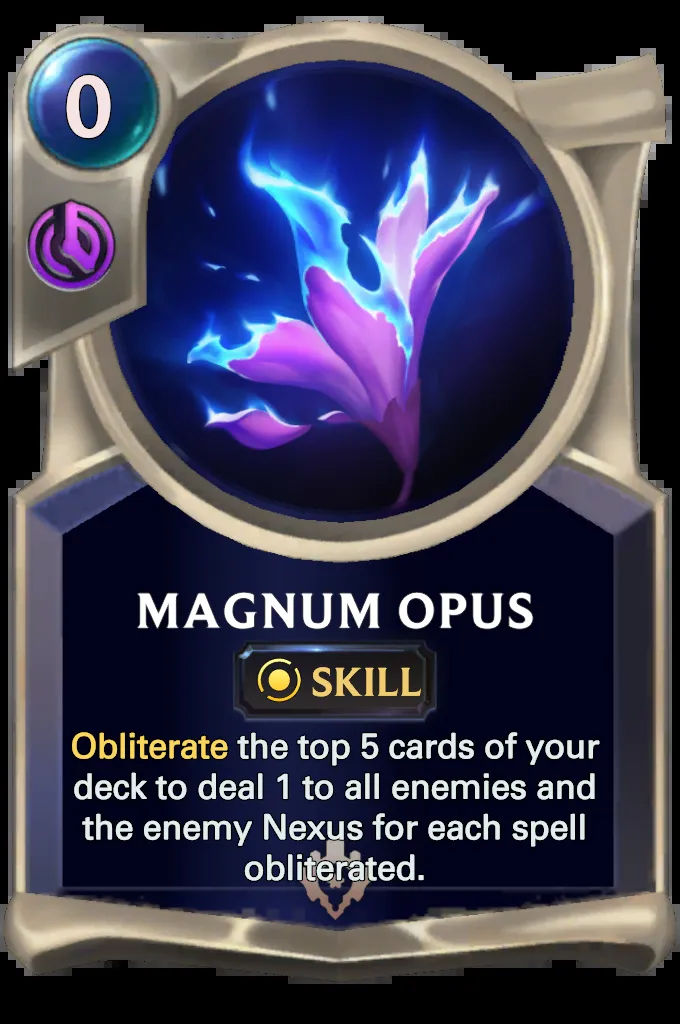 0
MAGNUM OPUS
SKILL
Obliterate the top 5 cards of your
deck to deal 1 to all enemies and
the enemy Nexus for each spell
obliterated.